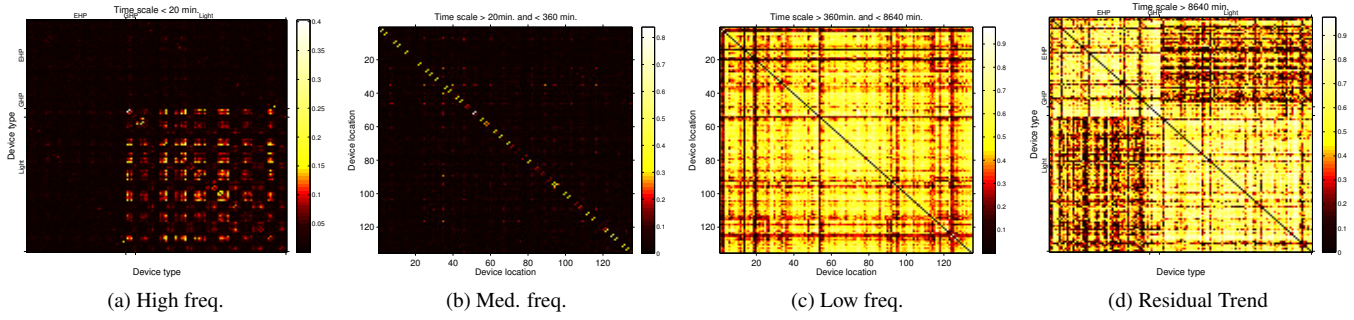 Time scale < 20 min.
EHP
GHP
Light
EHP
GHP
Light
Device type
Device type
0.4
0.35
0.3
0.25
0.2
0.15
0.1
0.05
(a) High freq.
Time scale > 20min. and < 360 min.
20
40
60
80
100
120
Device location
20 40 60 80 100 120
Device location
0.8
0.7
0.6
0.5
0.4
0.3
0.2
0.1
0
(b) Med. freq.
Time scale > 360min. and < 8640 min.
20
40
60
80
100
120
Device location
20 40 60 80 100 120
Device location
0.9
0.8
0.7
0.6
0.5
0.4
0.3
0.2
0.1
(c) Low freq.
Time scale > 8640 min.
EHP
GHP
Light
EHP
GHP
Light
Device type
Device type
0.9
0.8
0.7
0.6
0.5
0.4
0.3
0.2
0.1
0
(d) Residual Trend